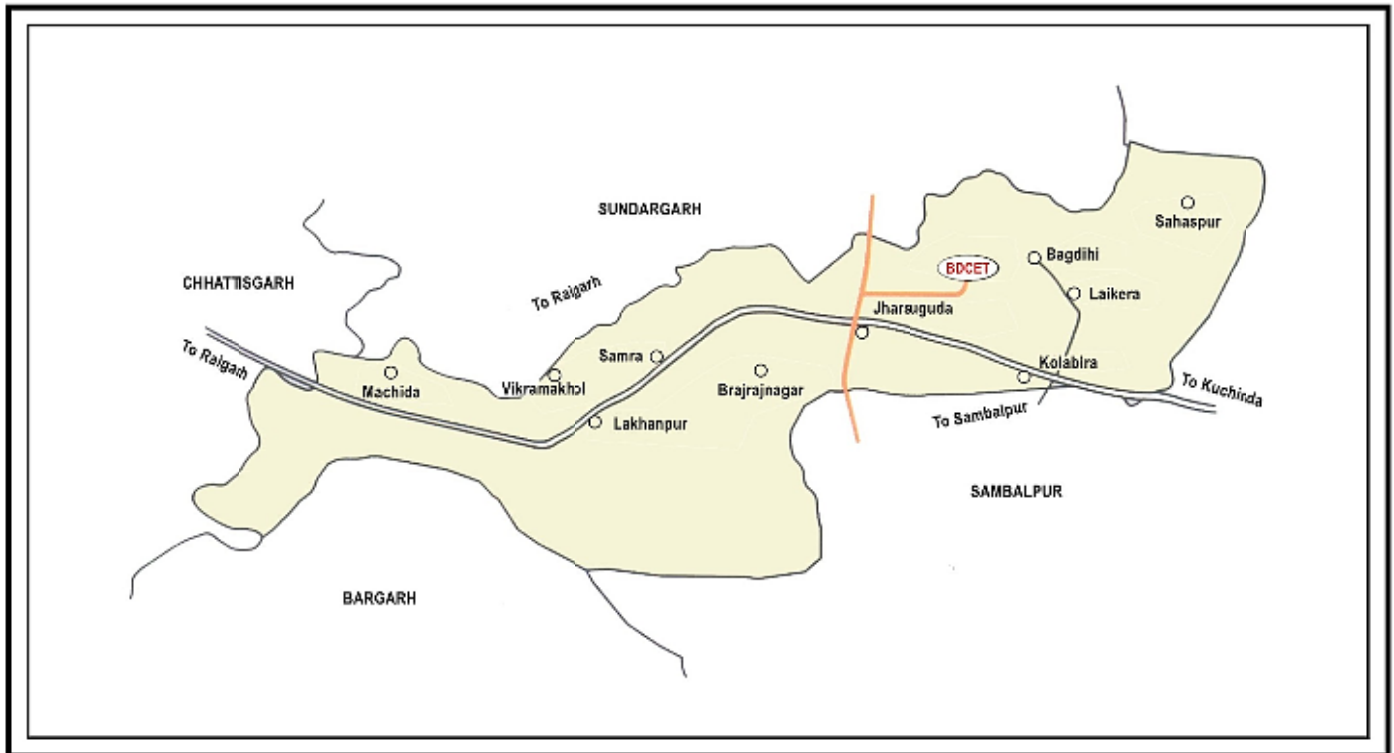 SUNDARGARH
Sahaspur
Bagdihi
BDCET
CHHATTISGARH
To Raigarh
Laikera
Jharsuguda
To Raigarh
Samra
Kolabira
Machida
Vikramakhol
Brajrajnagar
To Kuchinda
Lakhanpur
To Sambalpur
SAMBALPUR
BARGARH